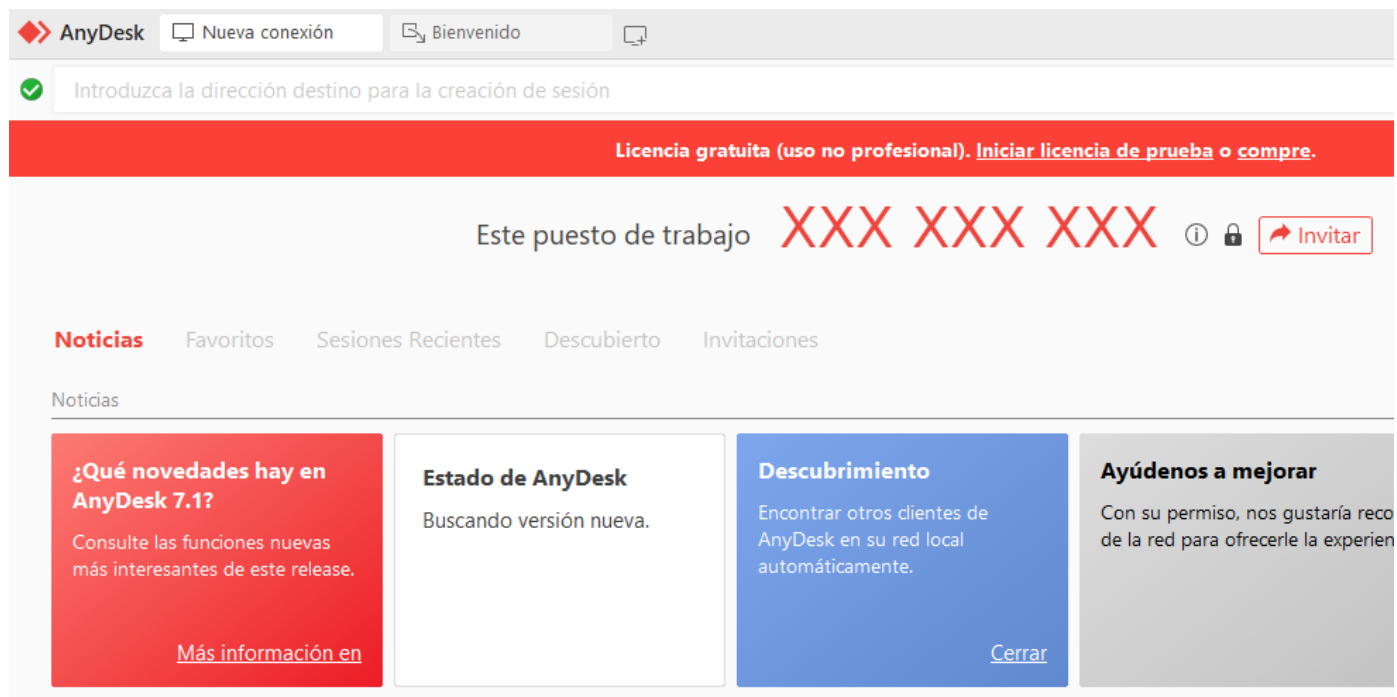 AnyDesk Nueva conexión Bienvenido
Introduzca la dirección destino para la creación de sesión
Licencia gratuita (uso no profesional). Iniciar licencia de prueba o compre.
Este puesto de trabajo XXX XXX XXX Invitar
Noticias Favoritos Sesiones Recientes Descubierto Invitaciones
Noticias
¿Qué novedades hay en
AnyDesk 7.1?
Consulte las funciones nuevas
más interesantes de este release.
Más información en
Estado de AnyDesk
Buscando versión nueva.
Descubrimiento
Encontrar otros clientes de
AnyDesk en su red local
automáticamente.
Cerrar
Ayúdenos a mejorar
Con su permiso, nos gustaría reco
de la red para ofrecerle la experien